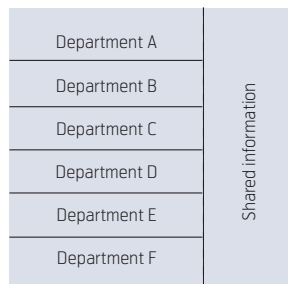 Department A
Department B
Department C
Department D
Department E
Department F
Shared information